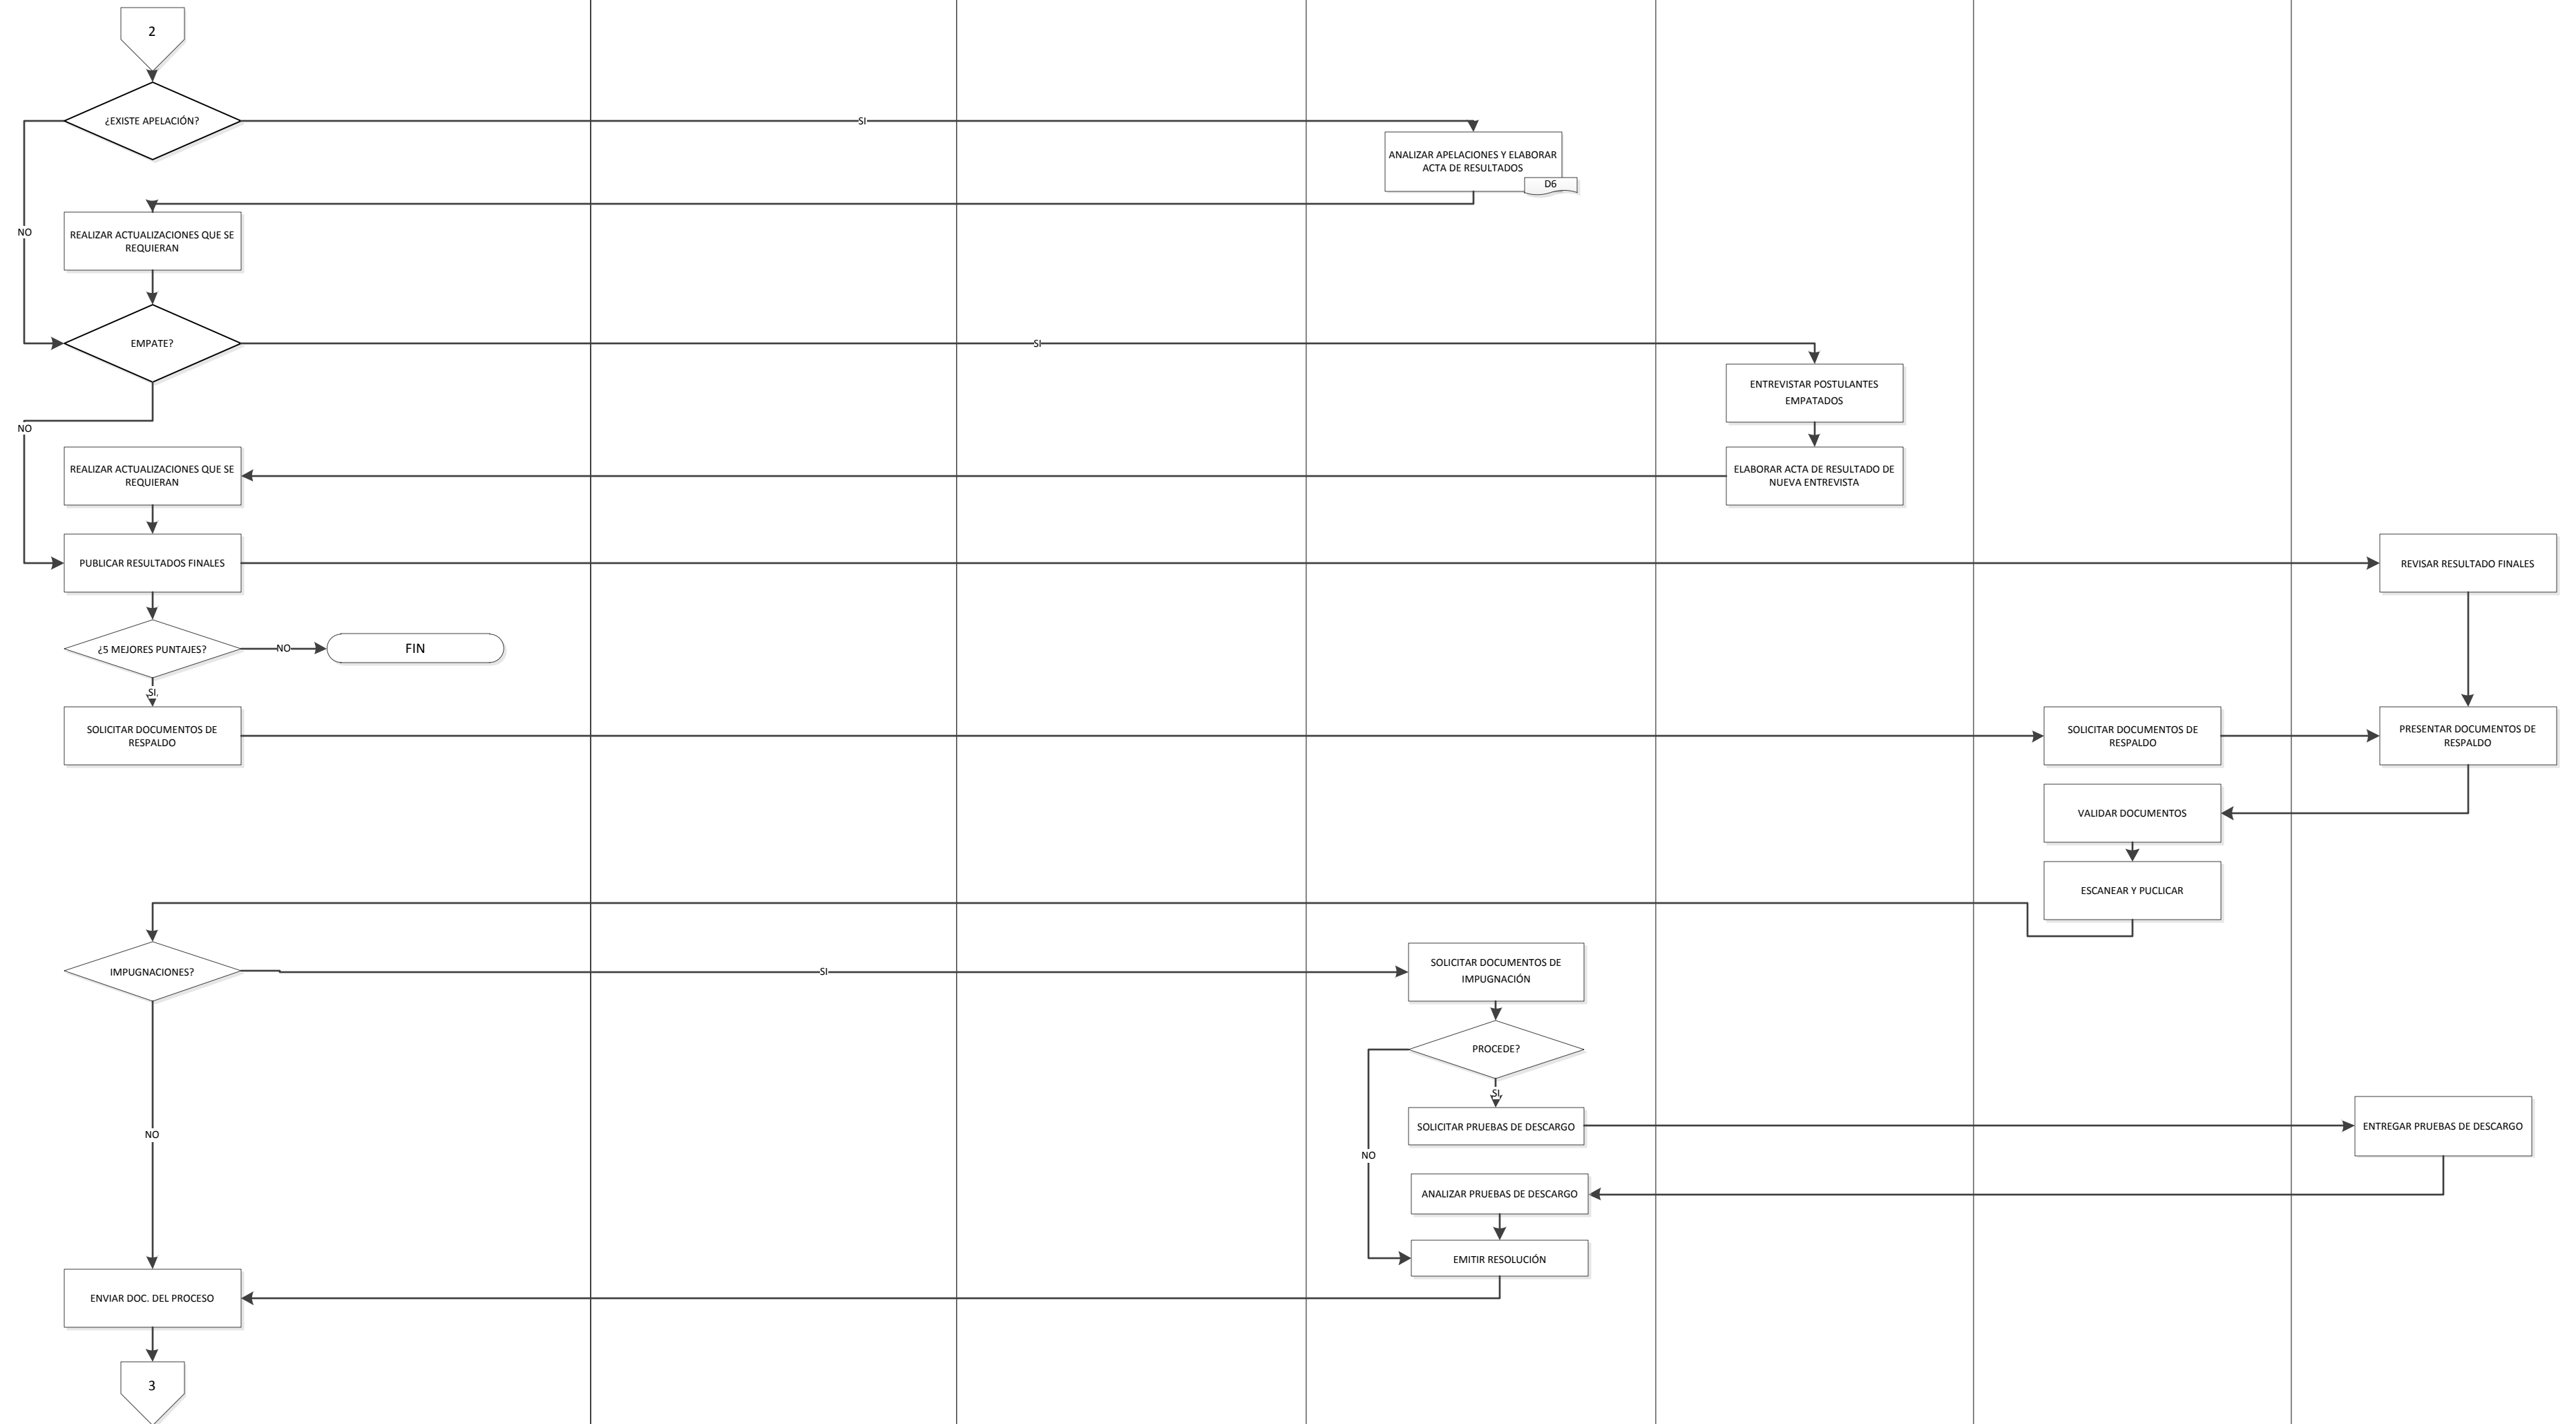 2
¿EXISTE APELACIÓN?
SI
ANALIZAR APELACIONES Y ELABORAR
ACTA DE RESULTADOS
D6
NO
REALIZAR ACTUALIZACIONES QUE SE
REQUIERAN
EMPATE?
SI
ENTREVISTAR POSTULANTES
EMPATADOS
NO
REALIZAR ACTUALIZACIONES QUE SE
REQUIERAN
ELABORAR ACTA DE RESULTADO DE
NUEVA ENTREVISTA
PUBLICAR RESULTADOS FINALES
REVISAR RESULTADO FINALES
¿5 MEJORES PUNTAJES?
NO
FIN
SI
SOLICITAR DOCUMENTOS DE
RESPALDO
SOLICITAR DOCUMENTOS DE
RESPALDO
PRESENTAR DOCUMENTOS DE
RESPALDO
VALIDAR DOCUMENTOS
ESCANEAR Y PUCLICAR
IMPUGNACIONES?
SI
SOLICITAR DOCUMENTOS DE
IMPUGNACIÓN
PROCEDE?
SI
SOLICITAR PRUEBAS DE DESCARGO
ENTREGAR PRUEBAS DE DESCARGO
NO
NO
ANALIZAR PRUEBAS DE DESCARGO
EMITIR RESOLUCIÓN
ENVIAR DOC. DEL PROCESO
3